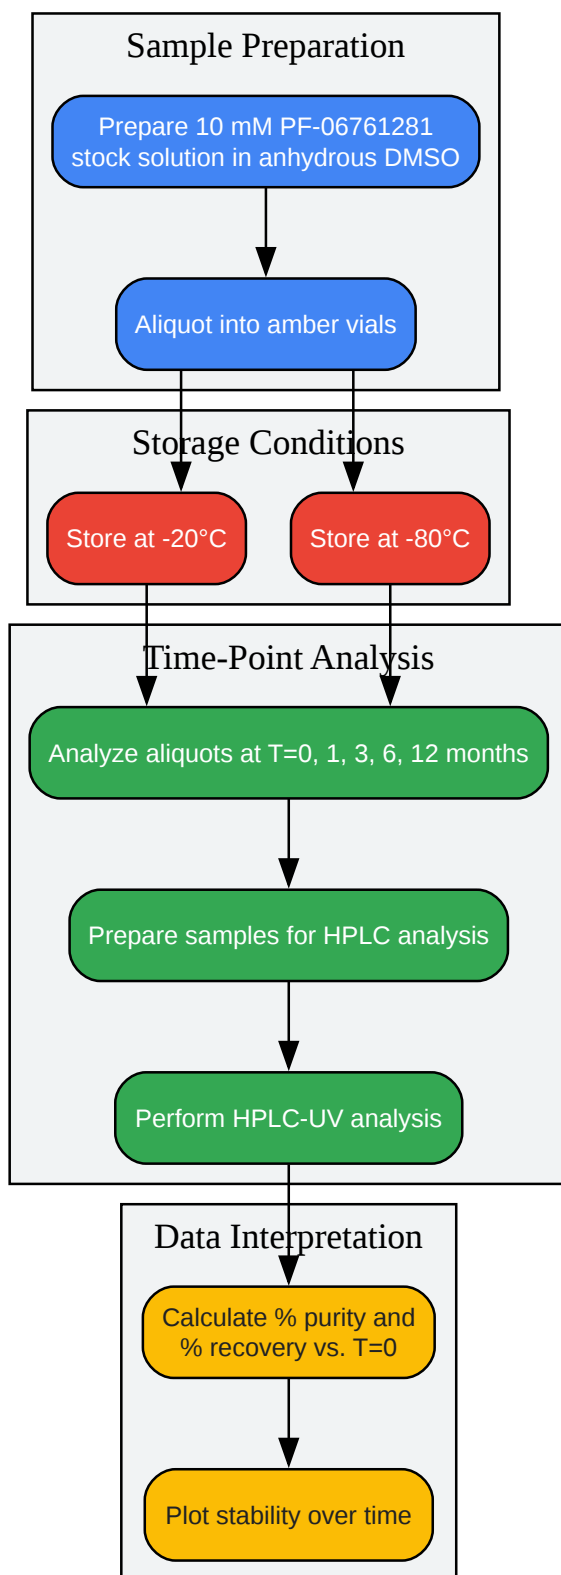 Sample Preparation
Prepare 10 mM PF-06761281
stock solution in anhydrous DMSO
Aliquot into amber vials
Storage Conditions
Store at -20°C
Store at -80°C
Time-Point Analysis
Analyze aliquots at T=0, 1, 3, 6, 12 months
Prepare samples for HPLC analysis
Perform HPLC-UV analysis
Data Interpretation
Calculate % purity and
% recovery vs. T=0
Plot stability over time